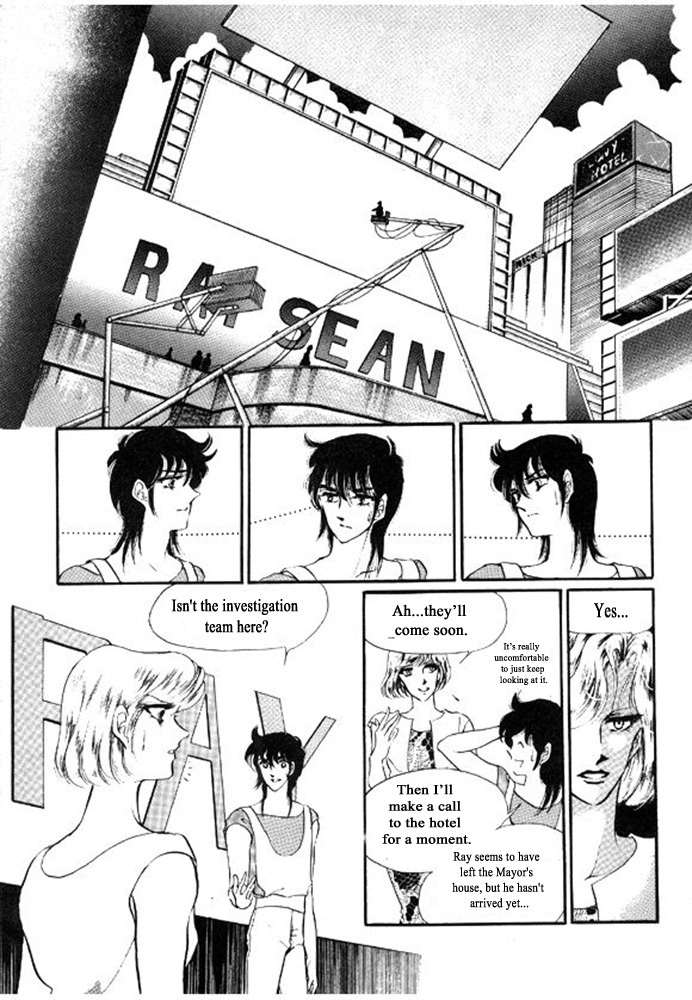 HOTEL
RAY SEAN
Isn't the investigation
team here?
Ah...they'll
come soon.
It's really
uncomfortable
to just keep
looking at it.
Yes...
RAY
Then I'll
make a call
to the hotel
for a moment.
Ray seems to have
left the Mayor's
house, but he hasn't
arrived yet...